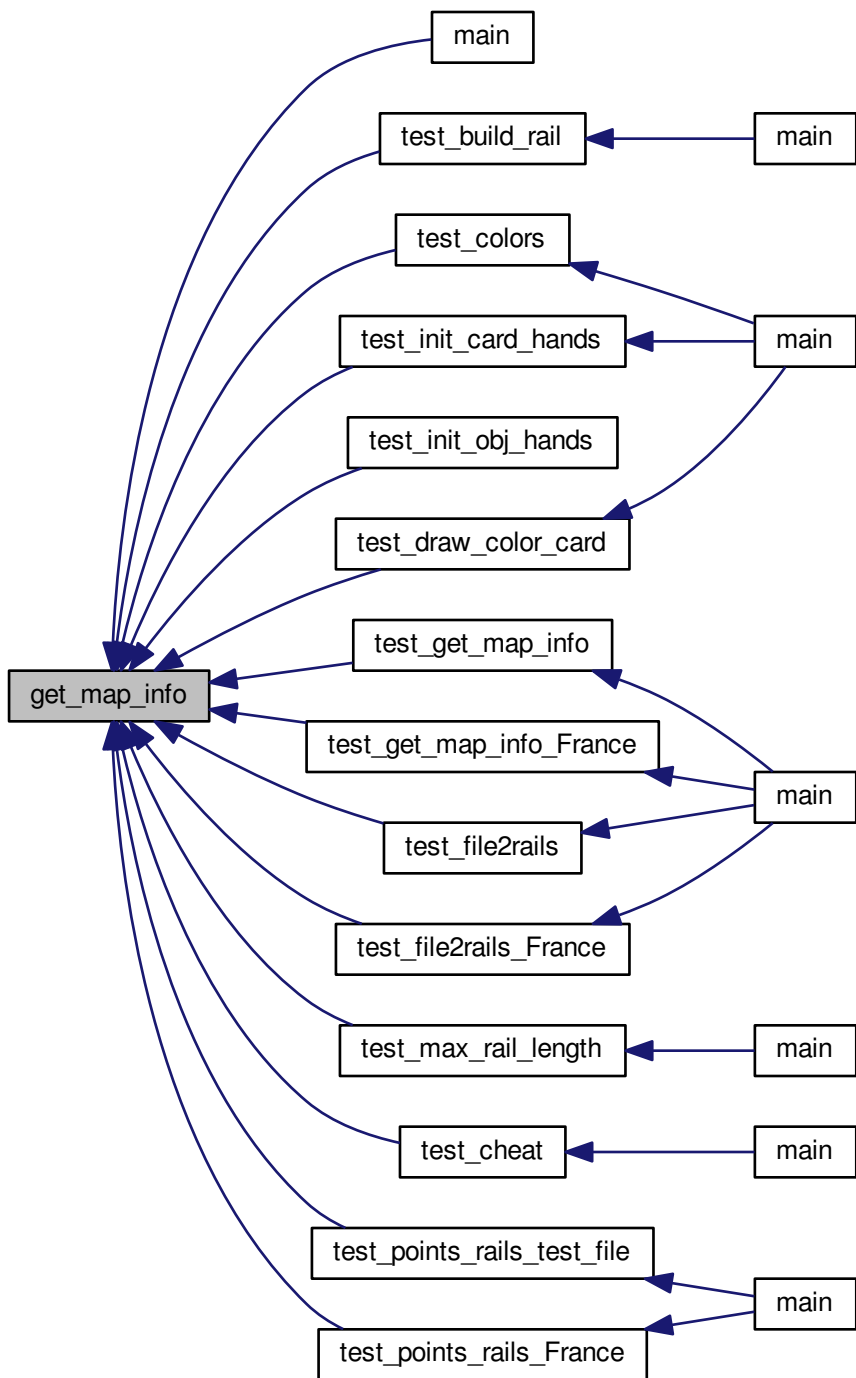 main
test_build_rail
main
test_colors
test_init_card_hands
main
test_init_obj_hands
test_draw_color_card
test_get_map_info
get_map_info
test_get_map_info_France
main
test_file2rails
test_file2rails_France
test_max_rail_length
main
test_cheat
main
test_points_rails_test_file
main
test_points_rails_France